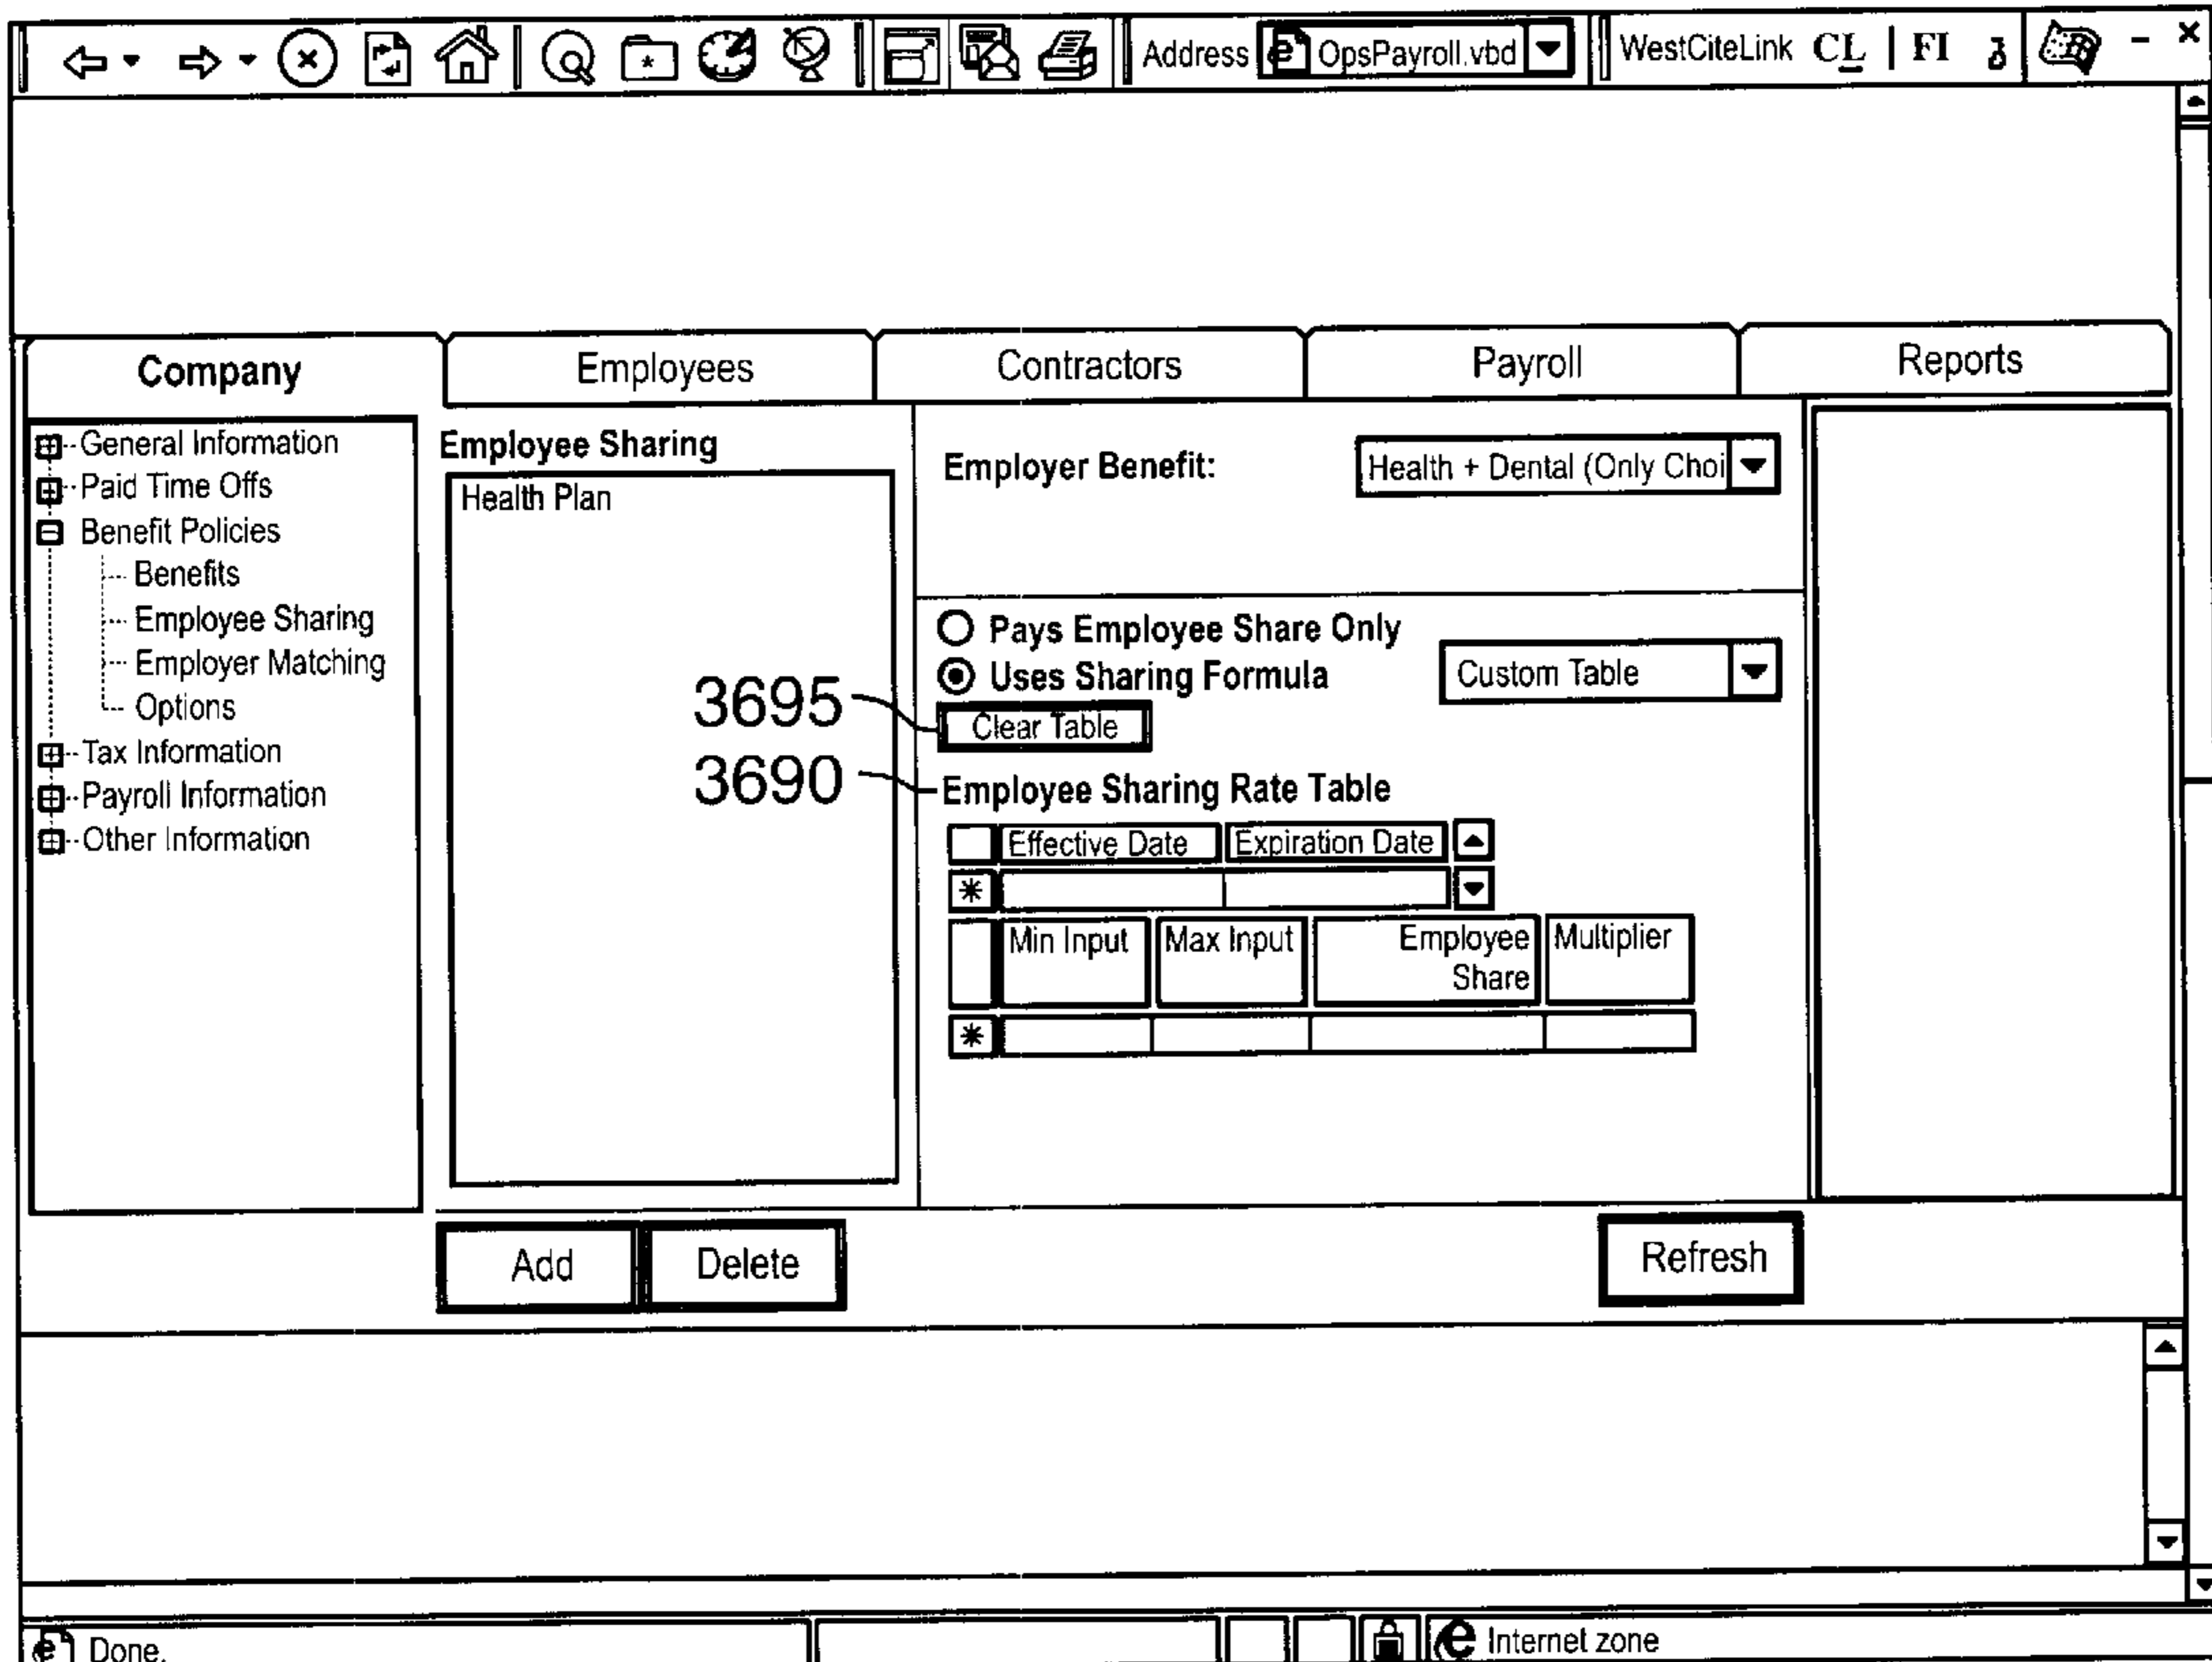 Address OpsPayroll.vbd WestCiteLink CL | FI
Company Employees Contractors Payroll Reports
General Information
Paid Time Offs
Benefit Policies
Benefits
Employee Sharing
Employer Matching
Options
Tax Information
Payroll Information
Other Information
Employee Sharing
Health Plan
3695
3690
Employer Benefit: Health + Dental (Only Choi
Pays Employee Share Only
Uses Sharing Formula Custom Table
Clear Table
Employee Sharing Rate Table
Effective Date Expiration Date
*
Min Input Max Input Employee Share Multiplier
*
Add Delete Refresh
Done. Internet zone